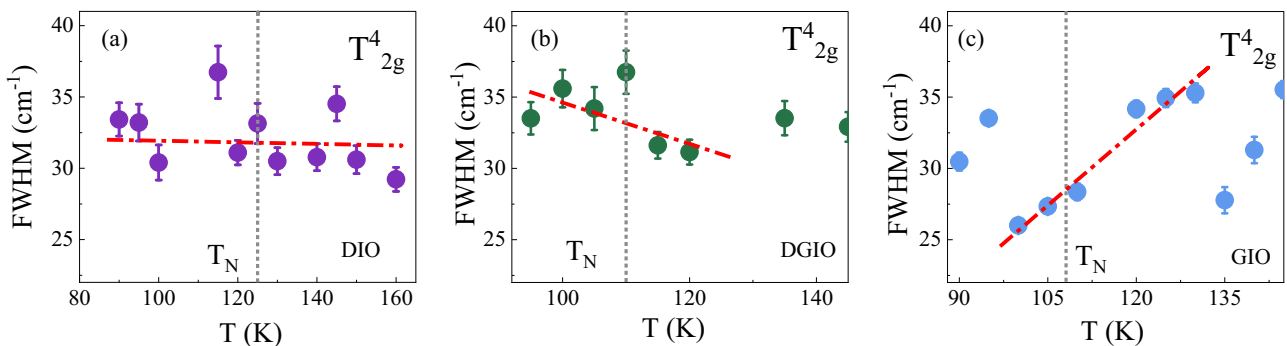 (a)
T⁴₂g
40
35
30
25
FWHM (cm⁻¹)
T_N
DIO
80 100 120 140 160
T (K)
(b)
T⁴₂g
40
35
30
25
FWHM (cm⁻¹)
T_N
DGIO
100 120 140
T (K)
(c)
T⁴₂g
40
35
30
25
FWHM (cm⁻¹)
T_N
GIO
90 105 120 135
T (K)